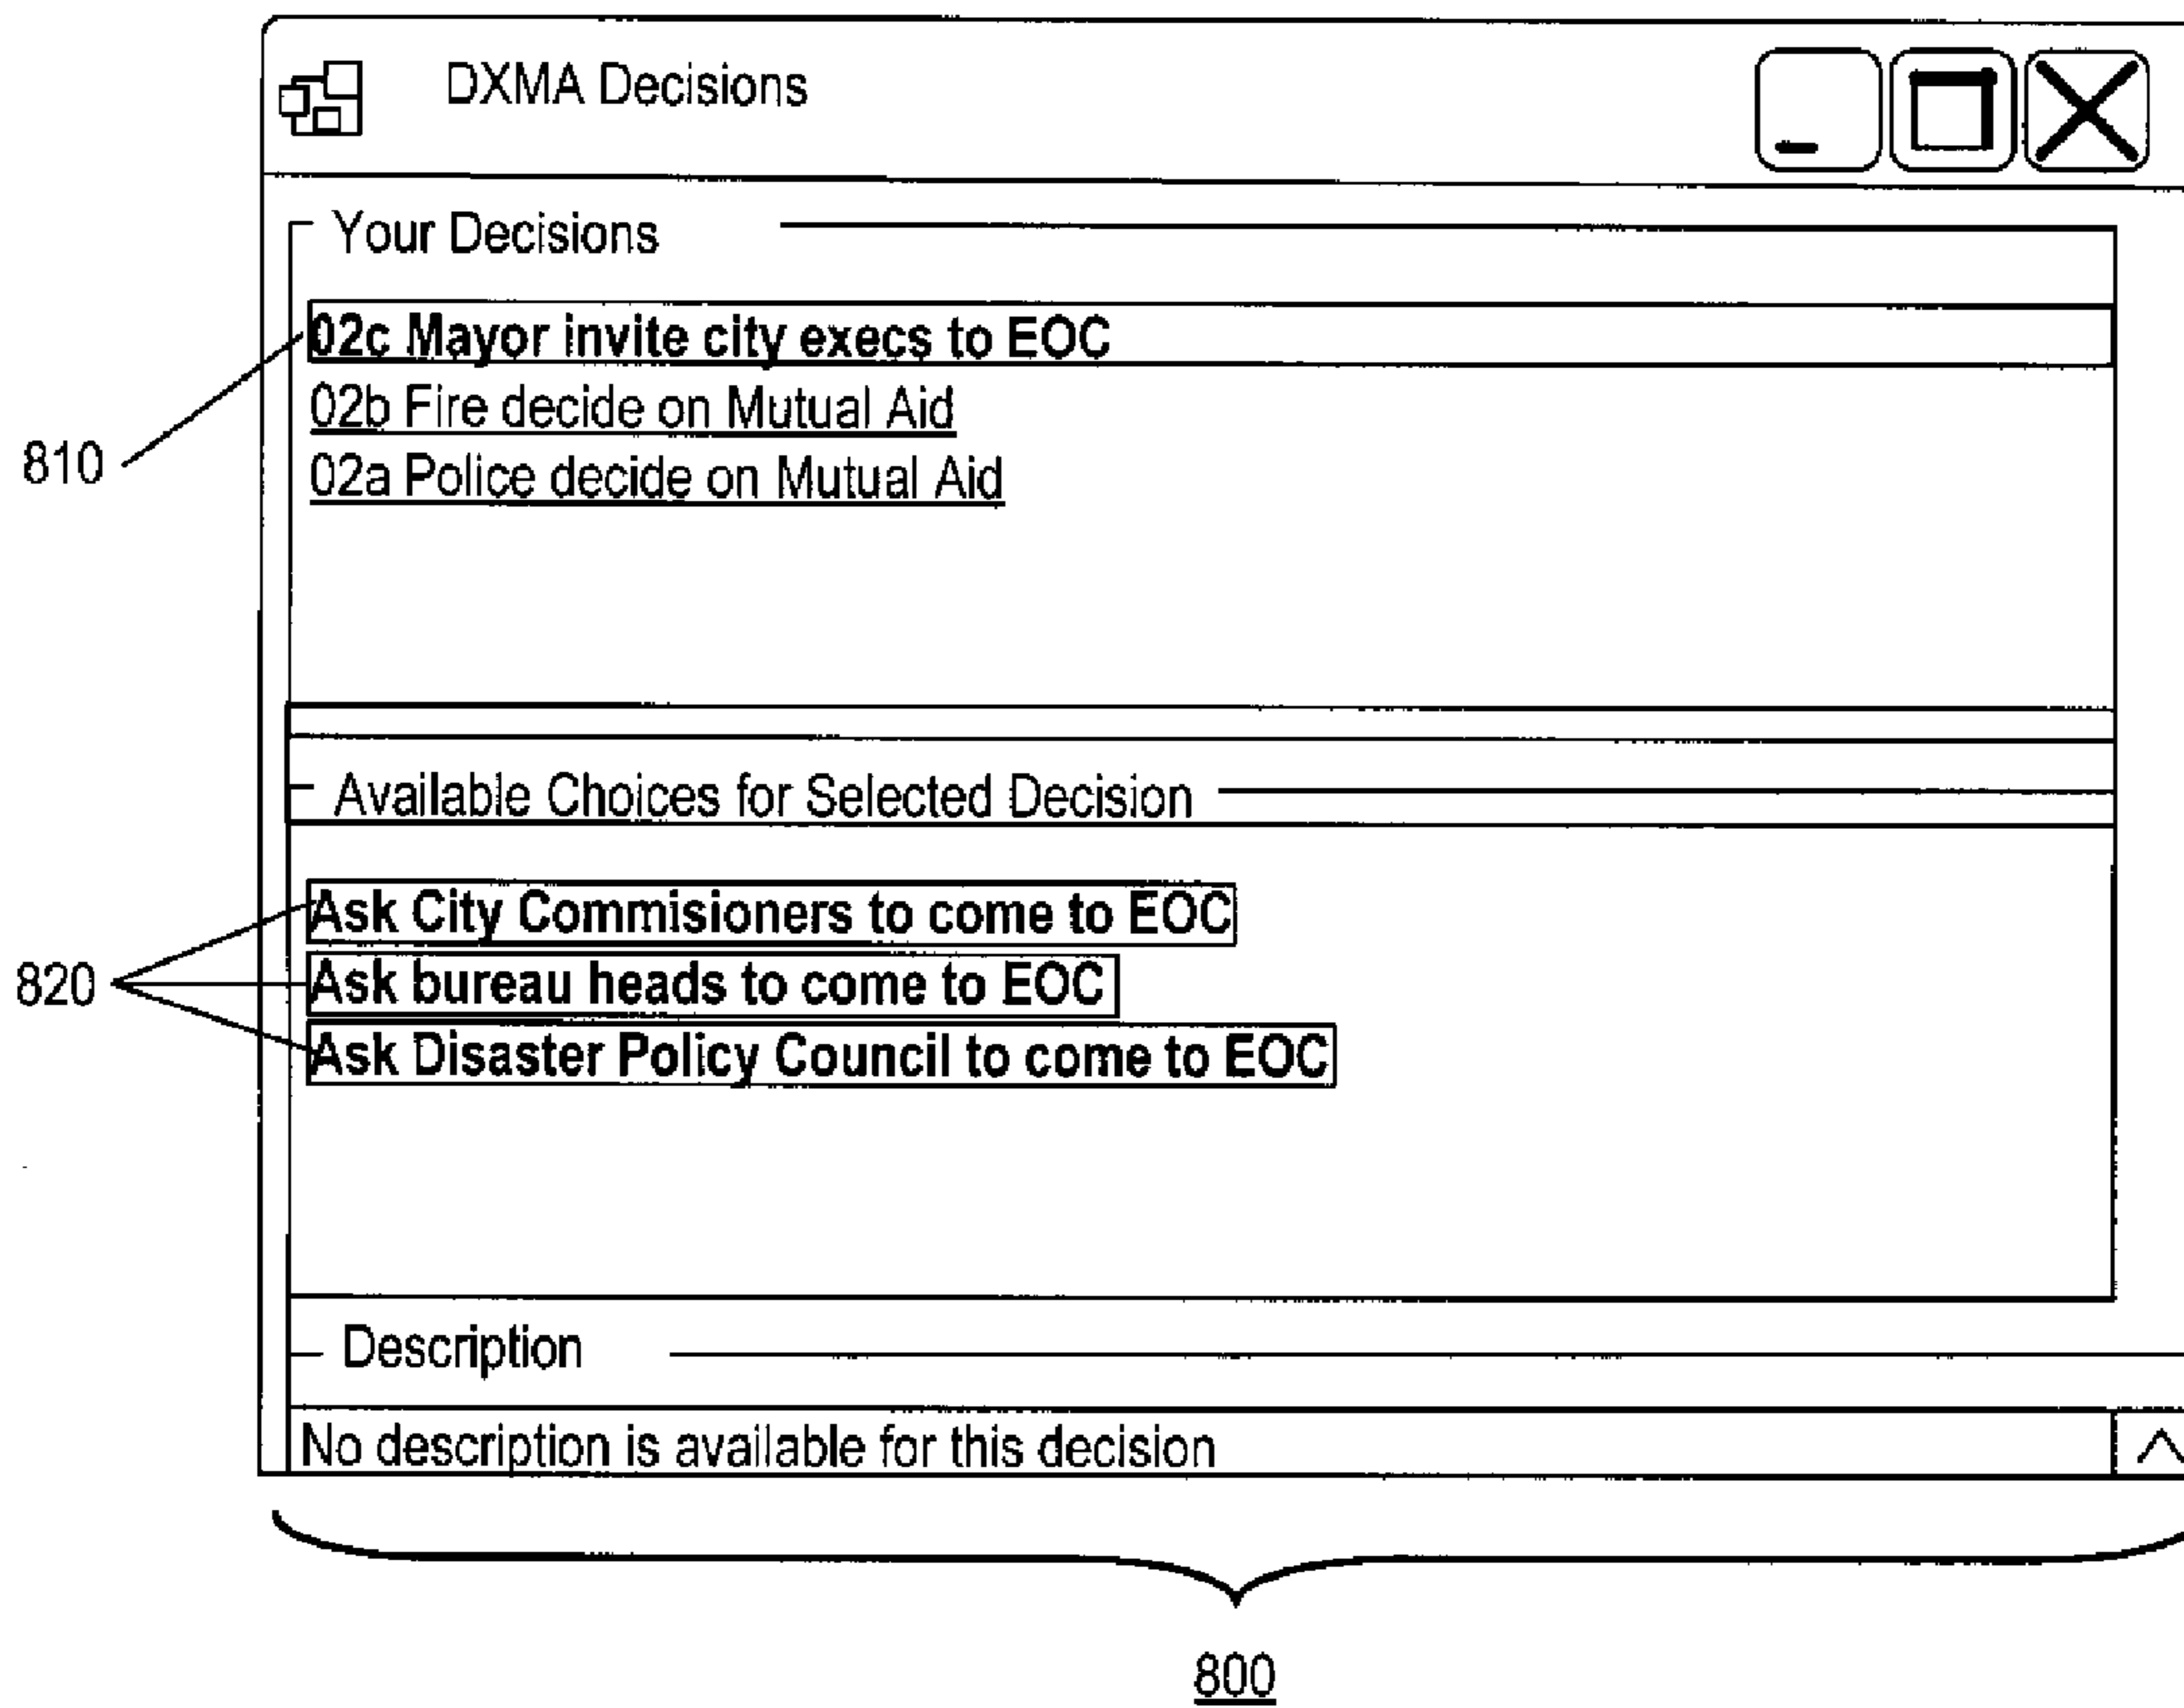 DXMA Decisions
Your Decisions
02c Mayor invite city execs to EOC
02b Fire decide on Mutual Aid
810
02a Police decide on Mutual Aid
Available Choices for Selected Decision
Ask City Commisioners to come to EOC
820
Ask bureau heads to come to EOC
Ask Disaster Policy Council to come to EOC
Description
No description is available for this decision
800